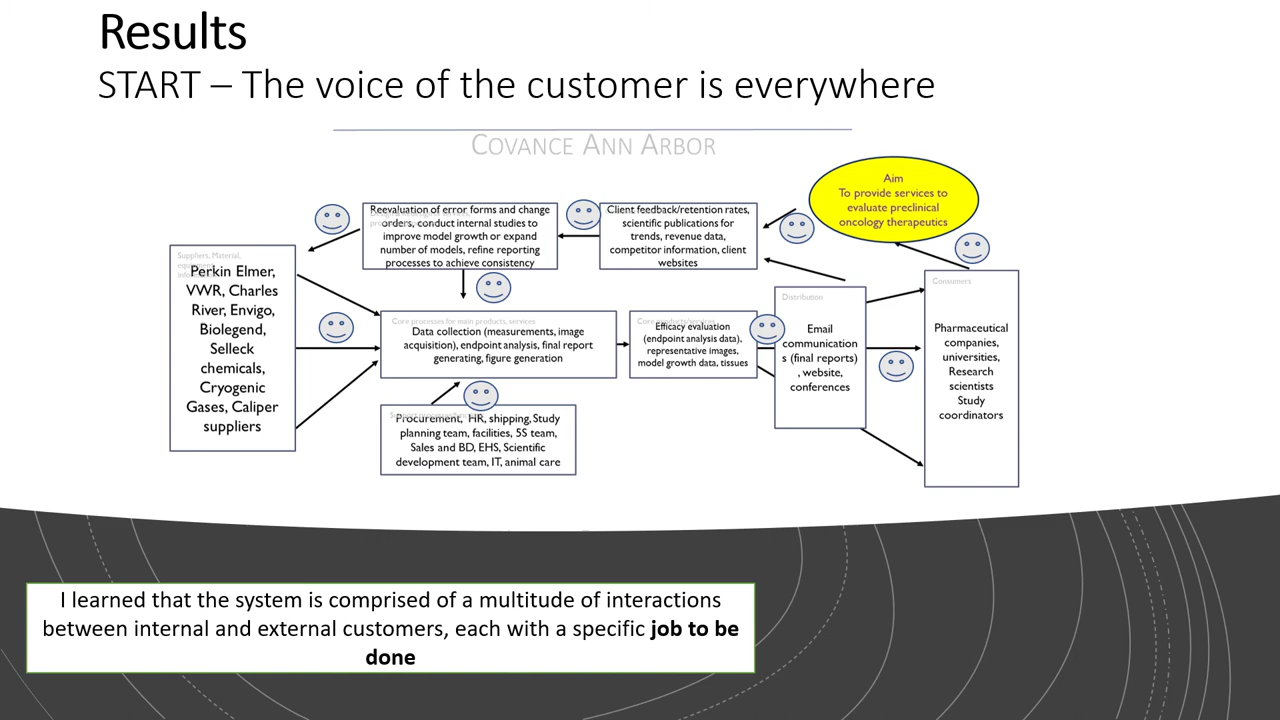 Results
START – The voice of the customer is everywhere
COVANCE ANN ARBOR
Aim
To provide services to
evaluate preclinical
oncology therapeutics
Reevaluation of error forms and change
orders, conduct internal studies to
improve model growth or expand
number of models, refine reporting
processes to achieve consistency
Client feedback/retention rates,
scientific publications for
trends, revenue data,
competitor information, client
websites
Suppliers, Material,
Perkin Elmer,
VWR, Charles
River, Envigo,
Biolegend,
Selleck
chemicals,
Cryogenic
Gases, Caliper
suppliers
Core processes for main products, services
Data collection (measurements, image
acquisition), endpoint analysis, final report
generating, figure generation
Core products/services
Efficacy evaluation
(endpoint analysis data),
representative images,
model growth data, tissues
Distribution
Email
communication
s (final reports)
, website,
conferences
Consumers
Pharmaceutical
companies,
universities,
Research
scientists
Study
coordinators
Procurement, HR, shipping, Study
planning team, facilities, 5S team,
Sales and BD, EHS, Scientific
development team, IT, animal care
I learned that the system is comprised of a multitude of interactions
between internal and external customers, each with a specific job to be
done